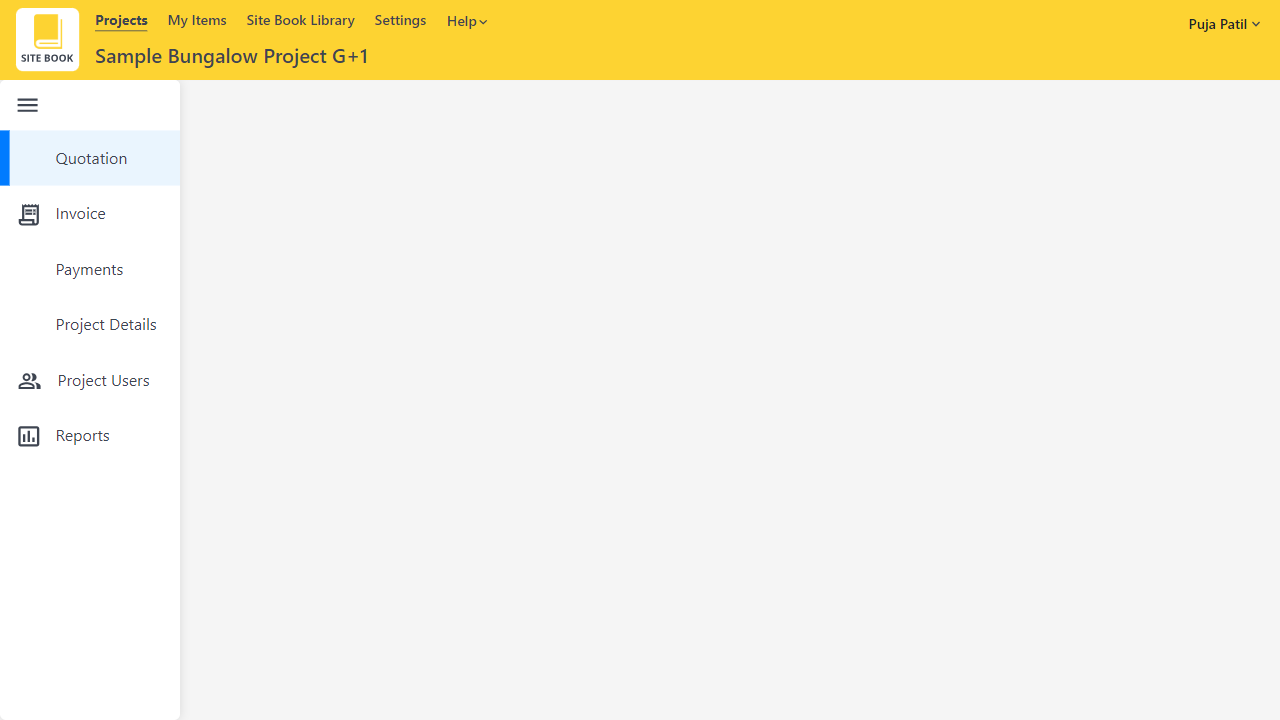 Projects My Items Site Book Library Settings Help
Puja Patil
SITE BOOK
Sample Bungalow Project G+1
Quotation
Invoice
Payments
Project Details
Project Users
Reports